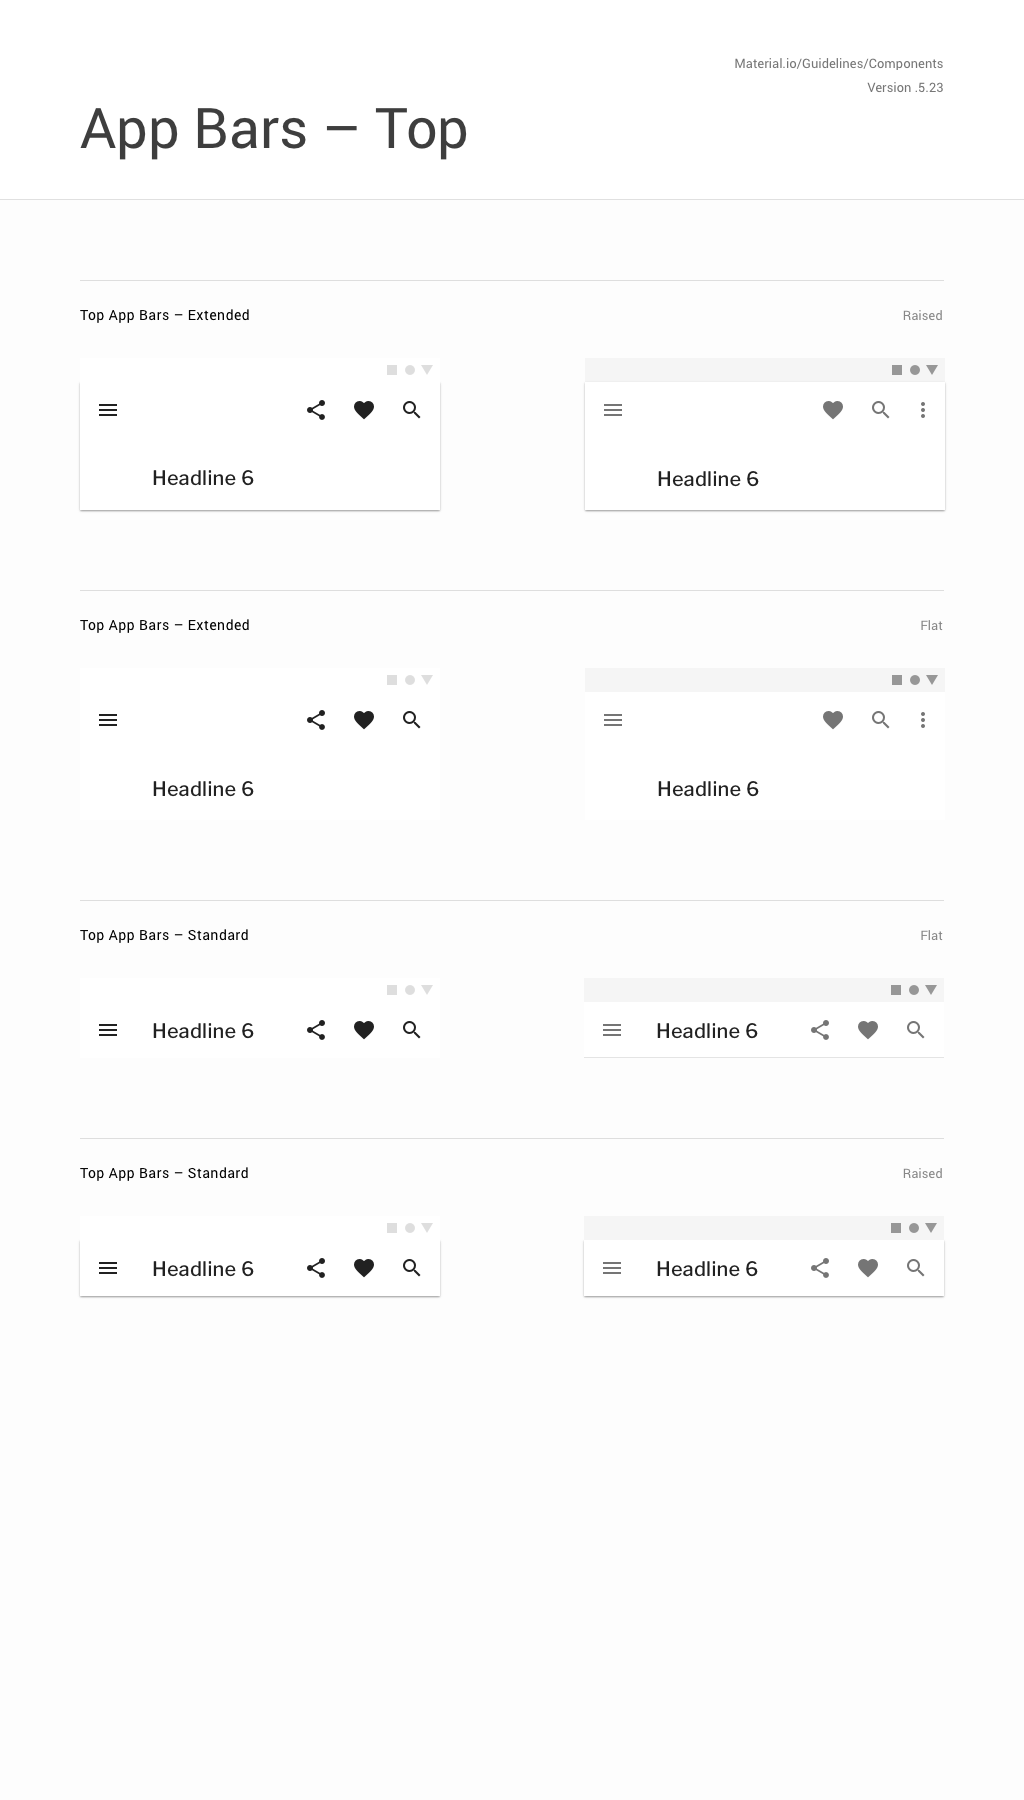 Material.io/Guidelines/Components
Version .5.23
App Bars – Top
Top App Bars – Extended
Raised
Headline 6
Headline 6
Top App Bars – Extended
Flat
Headline 6
Headline 6
Top App Bars – Standard
Flat
Headline 6
Headline 6
Top App Bars – Standard
Raised
Headline 6
Headline 6